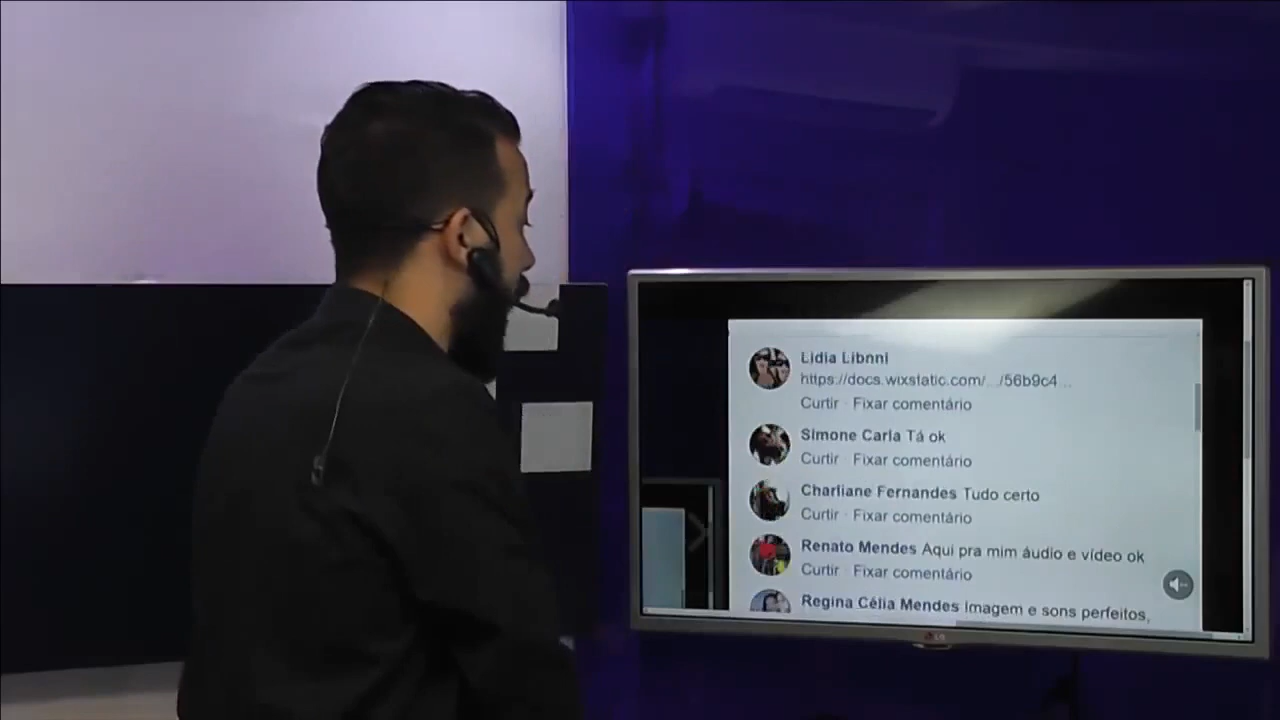 Lidia Libnni
https://docs.wixstatic.com/.../56b9c4...
Curtir · Fixar comentário
Simone Carla Tá ok
Curtir · Fixar comentário
Charliane Fernandes Tudo certo
Curtir · Fixar comentário
Renato Mendes Aqui pra mim áudio e vídeo ok
Curtir · Fixar comentário
Regina Célia Mendes Imagem e sons perfeitos,
LG